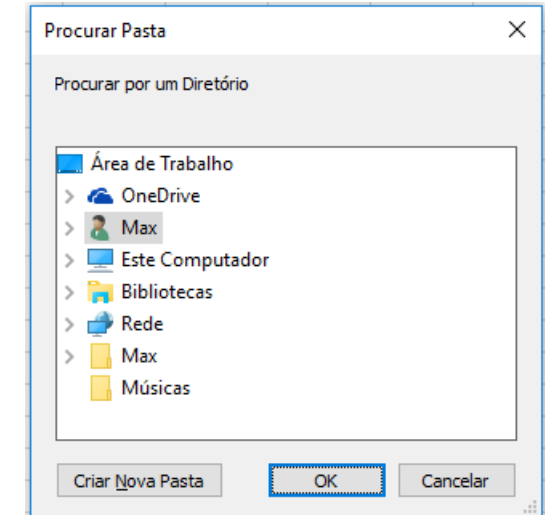 Procurar Pasta
Procurar por um Diretório
Área de Trabalho
OneDrive
Max
Este Computador
Bibliotecas
Rede
Max
Músicas
Criar Nova Pasta OK Cancelar